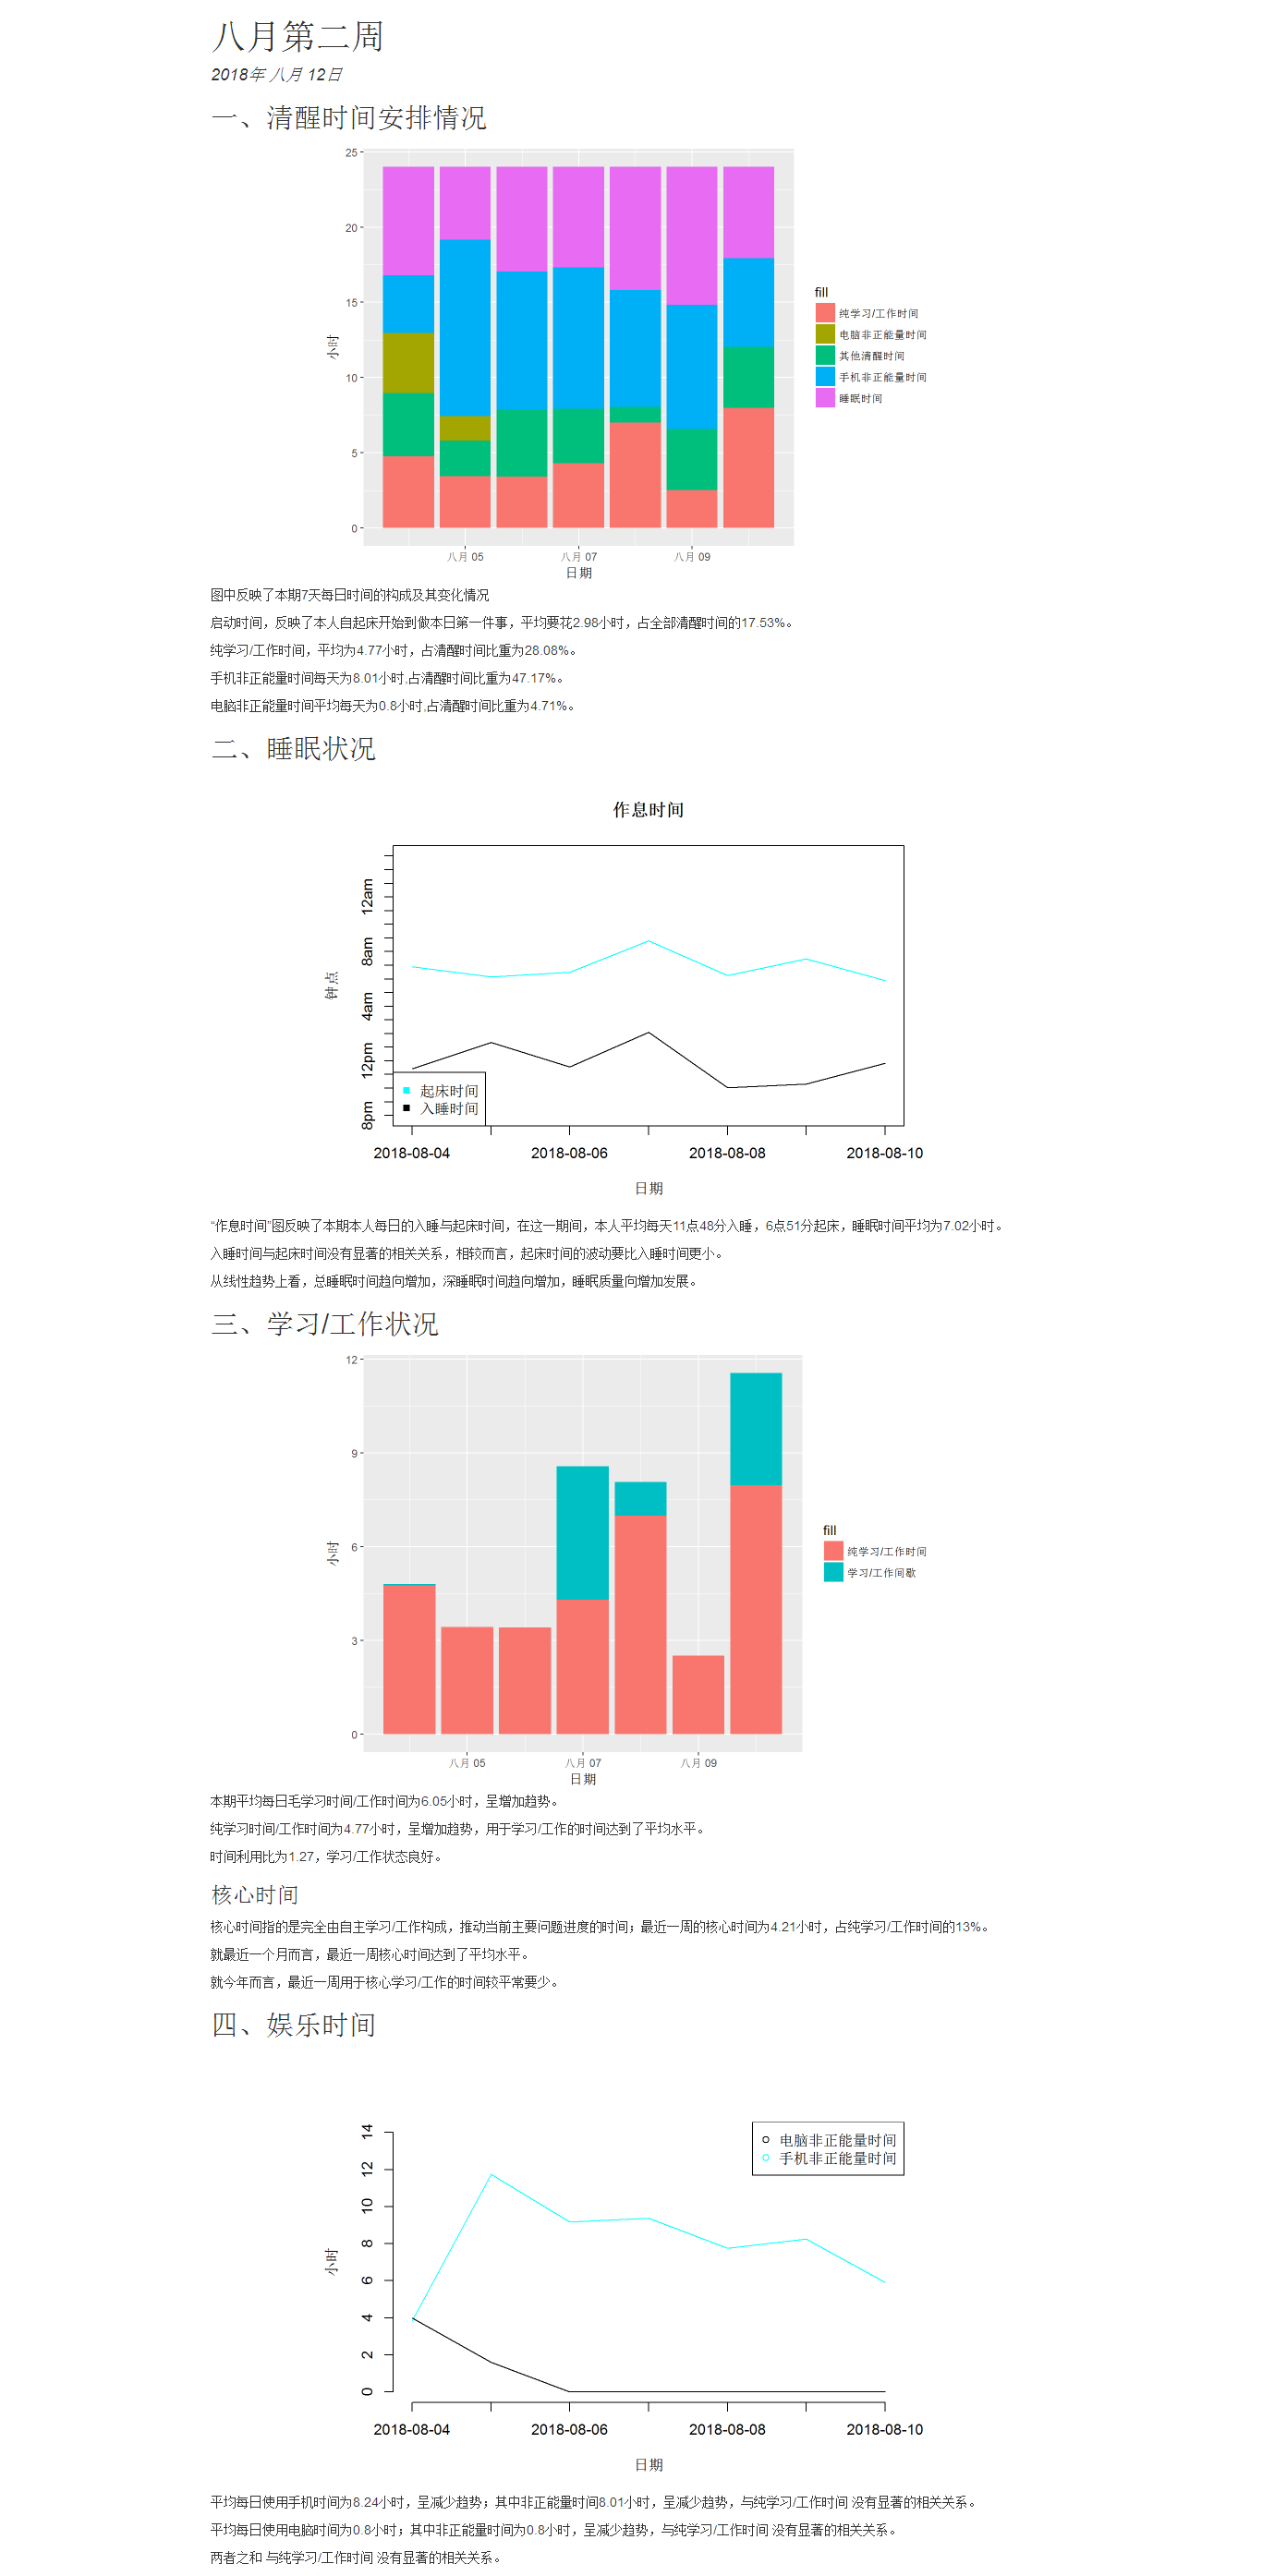 八月第二周
2018年 八月 12日
一、清醒时间安排情况
25
20
15
10
5
0
小时
八月 05
八月 07
八月 09
日期
fill
纯学习/工作时间
电脑非正能量时间
其他清醒时间
手机非正能量时间
睡眠时间
图中反映了本期7天每日时间的构成及其变化情况
启动时间，反映了本人自起床开始到做本日第一件事，平均要花2.98小时，占全部清醒时间的17.53%。
纯学习/工作时间，平均为4.77小时，占清醒时间比重为28.08%。
手机非正能量时间每天为8.01小时,占清醒时间比重为47.17%。
电脑非正能量时间平均每天为0.8小时,占清醒时间比重为4.71%。
二、睡眠状况
作息时间
12am
8am
4am
12pm
8pm
钟点
起床时间
入睡时间
2018-08-04
2018-08-06
2018-08-08
2018-08-10
日期
“作息时间”图反映了本期本人每日的入睡与起床时间，在这一期间，本人平均每天11点48分入睡，6点51分起床，睡眠时间平均为7.02小时。
入睡时间与起床时间没有显著的相关关系，相较而言，起床时间的波动要比入睡时间更小。
从线性趋势上看，总睡眠时间趋向增加，深睡眠时间趋向增加，睡眠质量向增加发展。
三、学习/工作状况
12
9
6
3
0
小时
八月 05
八月 07
八月 09
日期
fill
纯学习/工作时间
学习/工作间歇
本期平均每日毛学习时间/工作时间为6.05小时，呈增加趋势。
纯学习时间/工作时间为4.77小时，呈增加趋势，用于学习/工作的时间达到了平均水平。
时间利用比为1.27，学习/工作状态良好。
核心时间
核心时间指的是完全由自主学习/工作构成，推动当前主要问题进度的时间；最近一周的核心时间为4.21小时，占纯学习/工作时间的13%。
就最近一个月而言，最近一周核心时间达到了平均水平。
就今年而言，最近一周用于核心学习/工作的时间较平常要少。
四、娱乐时间
14
12
10
8
6
4
2
0
小时
电脑非正能量时间
手机非正能量时间
2018-08-04
2018-08-06
2018-08-08
2018-08-10
日期
平均每日使用手机时间为8.24小时，呈减少趋势；其中非正能量时间8.01小时，呈减少趋势，与纯学习/工作时间 没有显著的相关关系。
平均每日使用电脑时间为0.8小时；其中非正能量时间为0.8小时，呈减少趋势，与纯学习/工作时间 没有显著的相关关系。
两者之和 与纯学习/工作时间 没有显著的相关关系。